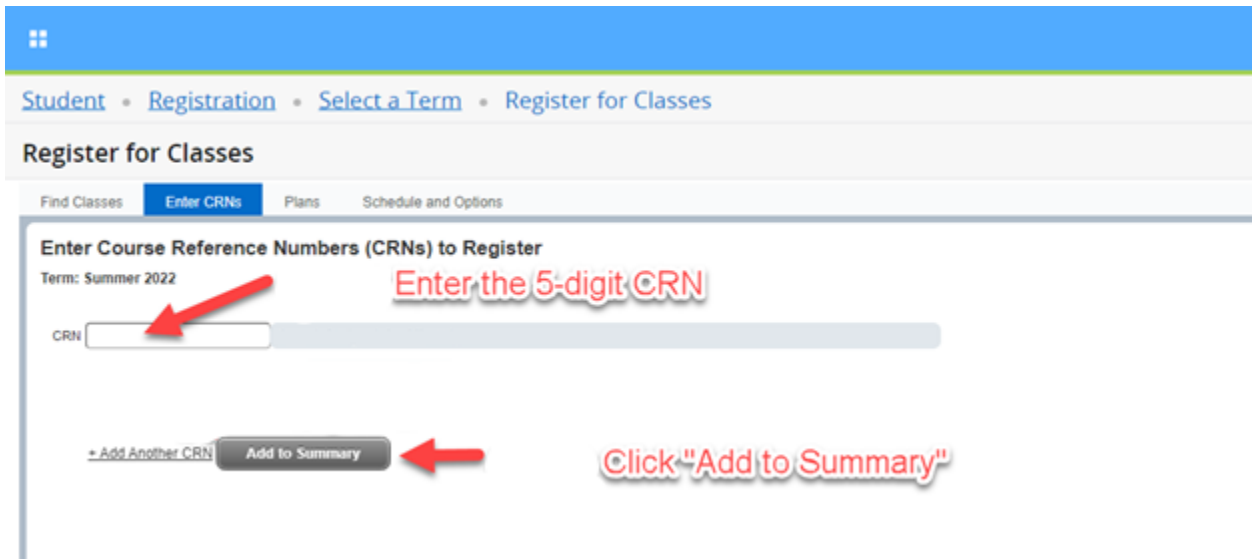 Student • Registration • Select a Term • Register for Classes
Register for Classes
Find Classes Enter CRNs Plans Schedule and Options
Enter Course Reference Numbers (CRNs) to Register
Term: Summer 2022
Enter the 5-digit CRN
CRN
+ Add Another CRN Add to Summary
Click "Add to Summary"